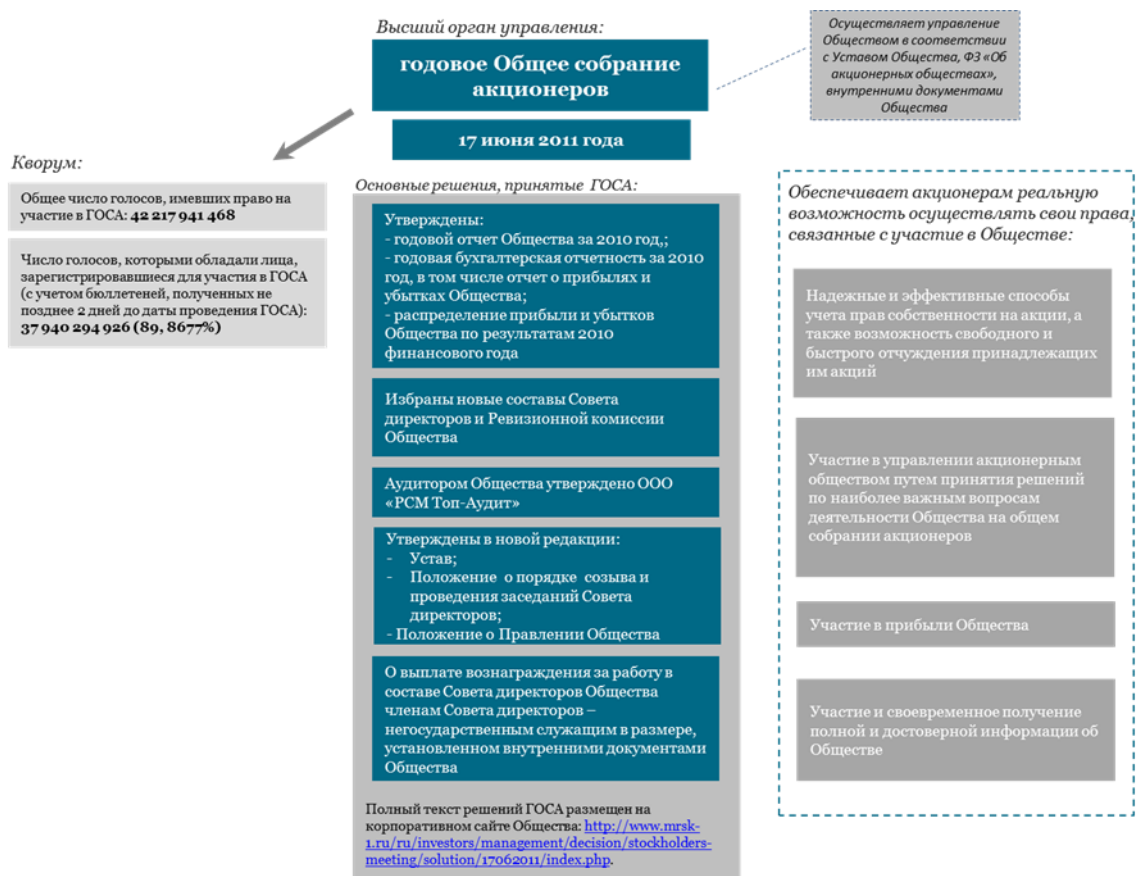 Высший орган управления:
годовое Общее собрание
акционеров
17 июня 2011 года
Осуществляет управление
Обществом в соответствии
с Уставом Общества, ФЗ «Об
акционерных обществах»,
внутренними документами
Общества
Кворум:
Общее число голосов, имевших право на
участие в ГОСА: 42 217 941 468
Число голосов, которыми обладали лица,
зарегистрировавшиеся для участия в ГОСА
(с учетом бюллетеней, полученных не
позднее 2 дней до даты проведения ГОСА):
37 940 294 926 (89, 8677%)
Основные решения, принятые ГОСА:
Утверждены:
- годовой отчет Общества за 2010 год,;
- годовая бухгалтерская отчетность за 2010
год, в том числе отчет о прибылях и
убытках Общества;
- распределение прибыли и убытков
Общества по результатам 2010
финансового года
Избраны новые составы Совета
директоров и Ревизионной комиссии
Общества
Аудитором Общества утверждено ООО
«РСМ Топ-Аудит»
Утверждены в новой редакции:
- Устав;
- Положение о порядке созыва и
проведения заседаний Совета
директоров;
- Положение о Правлении Общества
О выплате вознаграждения за работу в
составе Совета директоров Общества
членам Совета директоров –
негосударственным служащим в размере,
установленном внутренними документами
Общества
Полный текст решений ГОСА размещен на
корпоративном сайте Общества: http://www.mrsk-
1.ru/ru/investors/management/decision/stockholders-
meeting/solution/17062011/index.php.
Обеспечивает акционерам реальную
возможность осуществлять свои права,
связанные с участие в Обществе:
Надежные и эффективные способы
учета прав собственности на акции, а
также возможность свободного и
быстрого отчуждения принадлежащих
им акций
Участие в управлении акционерным
обществом путем принятия решений
по наиболее важным вопросам
деятельности Общества на общем
собрании акционеров
Участие в прибыли Общества
Участие и своевременное получение
полной и достоверной информации об
Обществе